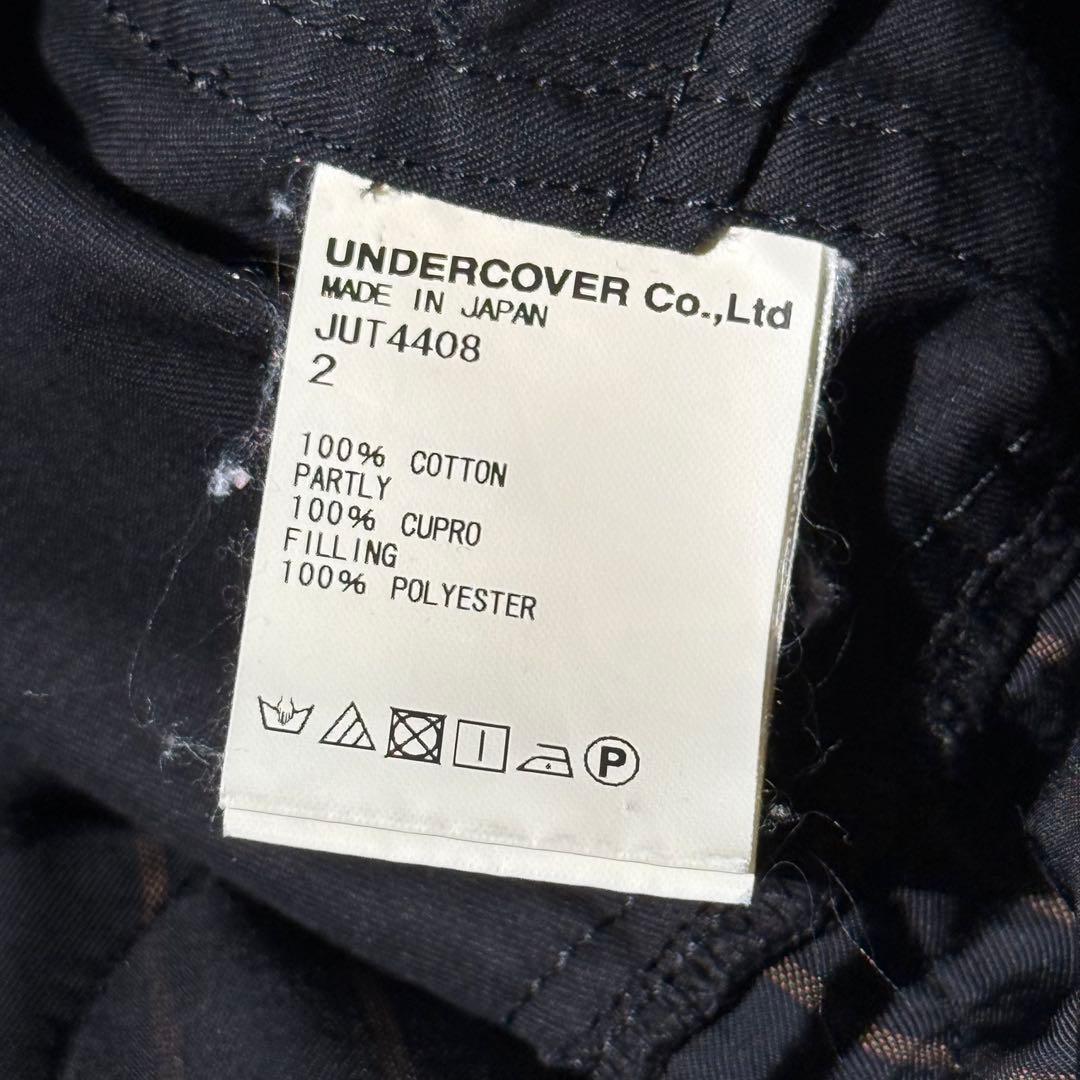 UNDERCOVER Co.,Ltd
MADE IN JAPAN
JUT4408
2
100% COTTON
PARTLY
100% CUPRO
FILLING
100% POLYESTER
P